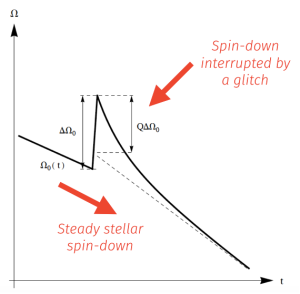 Ω
Spin-down
interrupted by
a glitch
ΔΩ₀
QΔΩ₀
Ω₀(t)
Steady stellar
spin-down
t